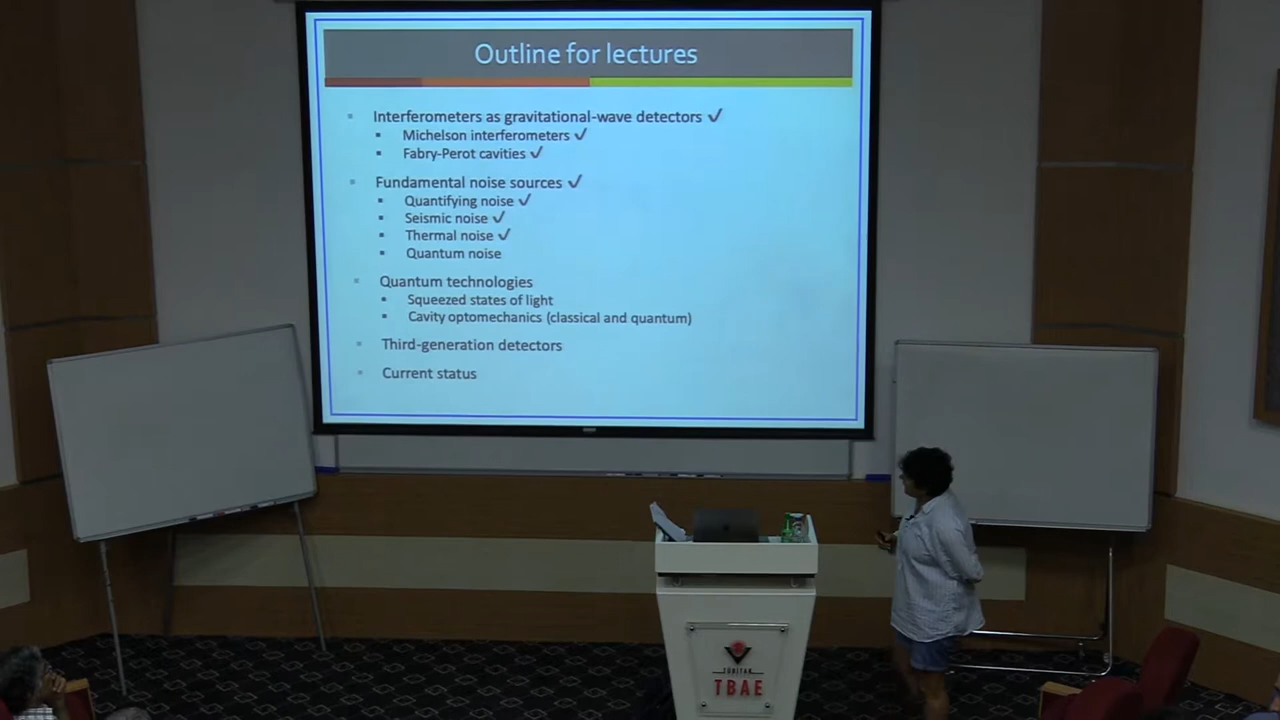 Outline for lectures
Interferometers as gravitational-wave detectors ✓
Michelson interferometers ✓
Fabry-Perot cavities ✓
Fundamental noise sources ✓
Quantifying noise ✓
Seismic noise ✓
Thermal noise ✓
Quantum noise
Quantum technologies
Squeezed states of light
Cavity optomechanics (classical and quantum)
Third-generation detectors
Current status
TÜBİTAK
TBAE